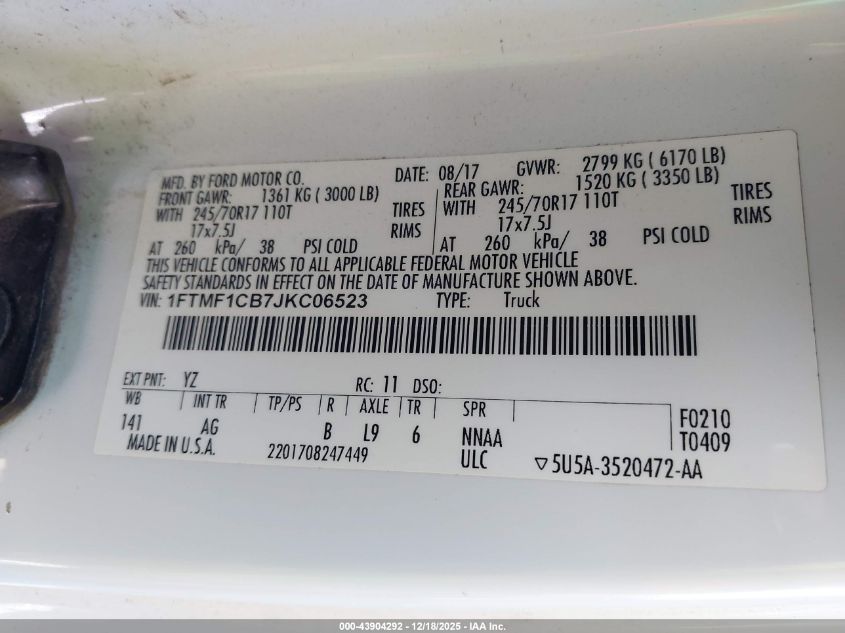 MFD. BY FORD MOTOR CO. DATE: 08/17 GVWR: 2799 KG ( 6170 LB)
FRONT GAWR: 1361 KG ( 3000 LB) REAR GAWR: 1520 KG ( 3350 LB)
WITH 245/70R17 110T TIRES WITH 245/70R17 110T TIRES
17x7.5J RIMS 17x7.5J RIMS
AT 260 kPa/ 38 PSI COLD AT 260 kPa/ 38 PSI COLD
THIS VEHICLE CONFORMS TO ALL APPLICABLE FEDERAL MOTOR VEHICLE
SAFETY STANDARDS IN EFFECT ON THE DATE OF MANUFACTURE SHOWN ABOVE.
VIN: 1FTMF1CB7JKC06523 TYPE: Truck
EXT PNT: YZ RC: 11 DSO:
WB INT TR TP/PS R AXLE TR SPR F0210
141 AG B L9 6 NNAA T0409
MADE IN U.S.A. 2201708247449 ULC ▽5U5A-3520472-AA
000-43904292 - 12/18/2025 - IAA Inc.